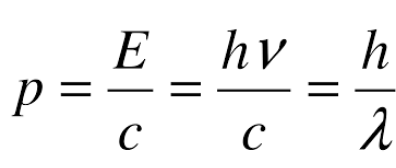 p = E/c = hν/c = h/λ